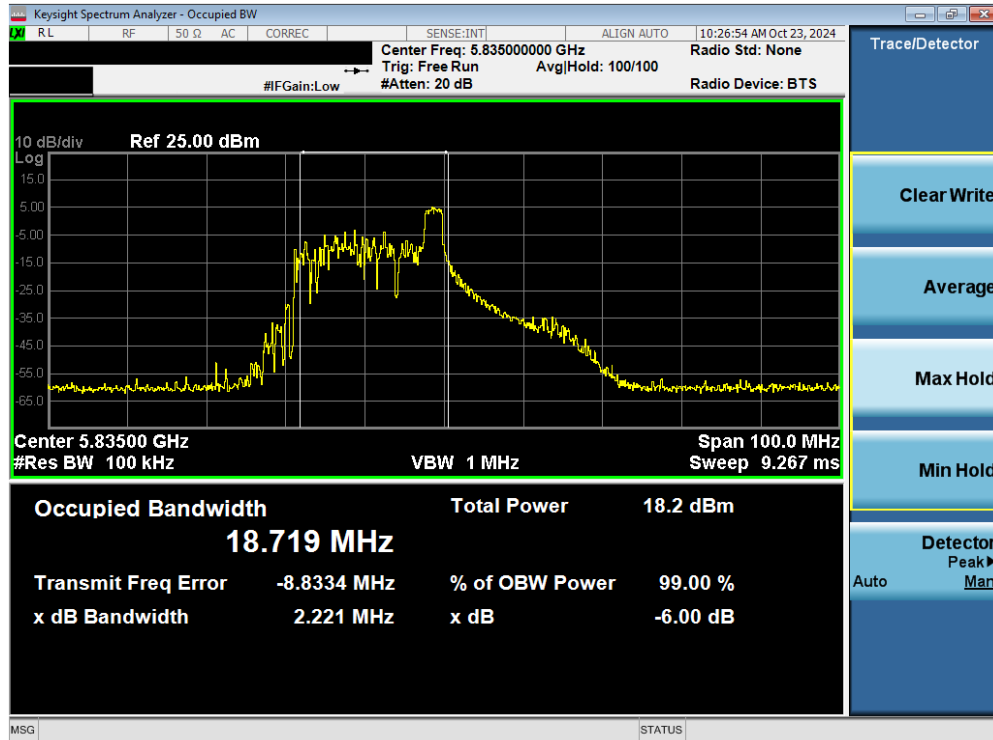 Keysight Spectrum Analyzer - Occupied BW
LXI RL RF 50 Ω AC CORREC SENSE:INT ALIGN AUTO 10:26:54 AM Oct 23, 2024
Center Freq: 5.835000000 GHz Radio Std: None
Trig: Free Run Avg|Hold: 100/100
#IFGain:Low #Atten: 20 dB Radio Device: BTS
10 dB/div Ref 25.00 dBm
Log
15.0
5.00
-5.00
-15.0
-25.0
-35.0
-45.0
-55.0
-65.0
Center 5.83500 GHz Span 100.0 MHz
#Res BW 100 kHz VBW 1 MHz Sweep 9.267 ms
Occupied Bandwidth Total Power 18.2 dBm
18.719 MHz
Transmit Freq Error -8.8334 MHz % of OBW Power 99.00 %
x dB Bandwidth 2.221 MHz x dB -6.00 dB
MSG STATUS
Trace/Detector
Clear Write
Average
Max Hold
Min Hold
Detector
Peak▶
Auto Man